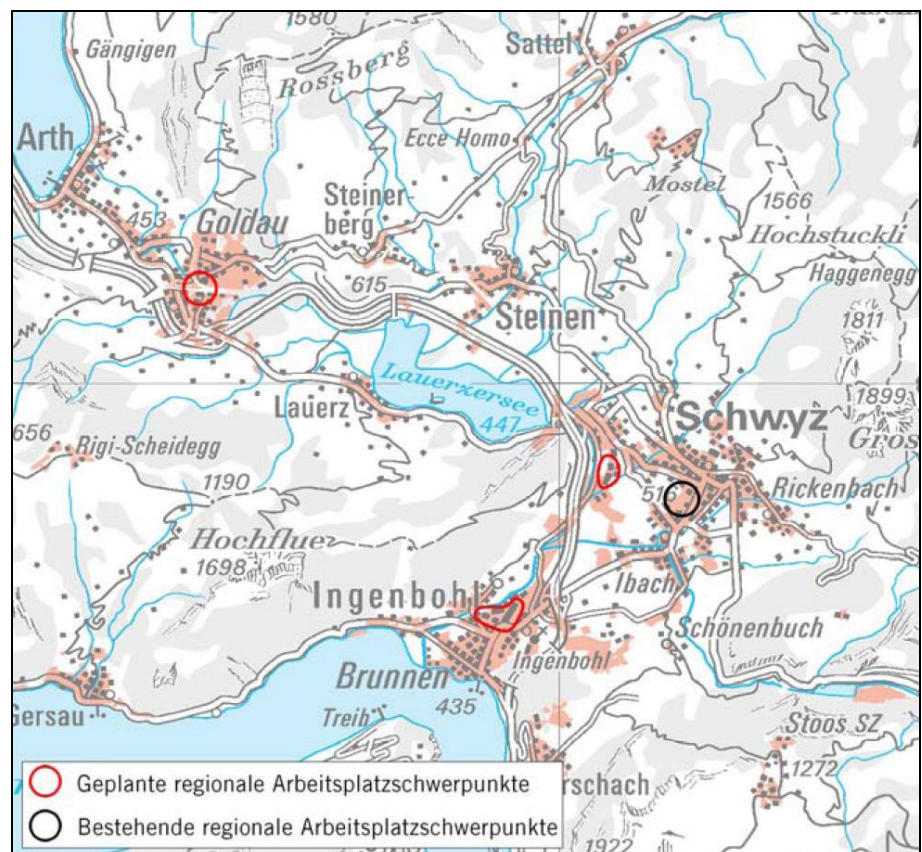 1580
Gängigen
Rossberg
Sattel
Arth
Ecce Homo
Steiner-
berg
Mostel
1566
453
Goldau
Hochstuckli
Haggenegg
615
Steinen
1811
Lauerzersee
447
Lauerz
Schwyz
1899
Gros
656
Rigi-Scheidegg
1190
51
Rickenbach
Hochfluer
1698
Ingenbohl
Ibach
Schönenbuch
Ingenbohl
Brunnen
435
Gersau
Treib
Stoos SZ
1272
Geplante regionale Arbeitsplatzschwerpunkte
rschach
Bestehende regionale Arbeitsplatzschwerpunkte
1922